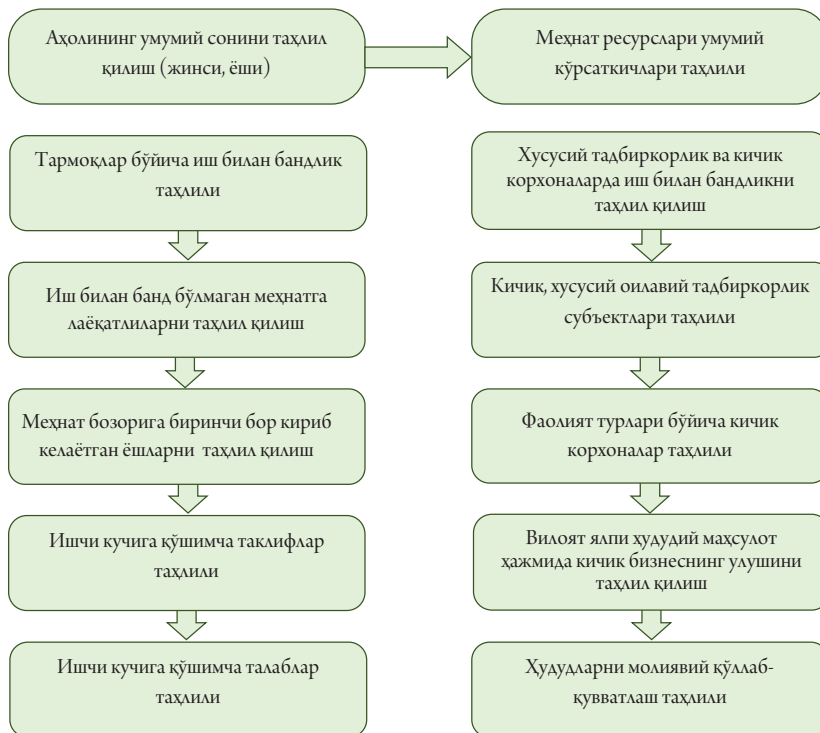 Аҳолининг умумий сонини таҳлил
қилиш (жинси, ёши)
Меҳнат ресурслари умумий
кўрсаткичлари таҳлили
Тармоқлар бўйича иш билан бандлик
таҳлили
Иш билан банд бўлмаган меҳнатга
лаёқатлиларни таҳлил қилиш
Меҳнат бозорига биринчи бор кириб
келаётган ёшларни таҳлил қилиш
Ишчи кучига қўшимча таклифлар
таҳлили
Ишчи кучига қўшимча талаблар
таҳлили
Хусусий тадбиркорлик ва кичик
корхоналарда иш билан бандликни
таҳлил қилиш
Кичик, хусусий оилавий тадбиркорлик
субъектлари таҳлили
Фаолият турлари бўйича кичик
корхоналар таҳлили
Вилоят ялпи ҳудудий маҳсулот
ҳажмида кичик бизнеснинг улушини
таҳлил қилиш
Ҳудудларни молиявий қўллаб-
қувватлаш таҳлили